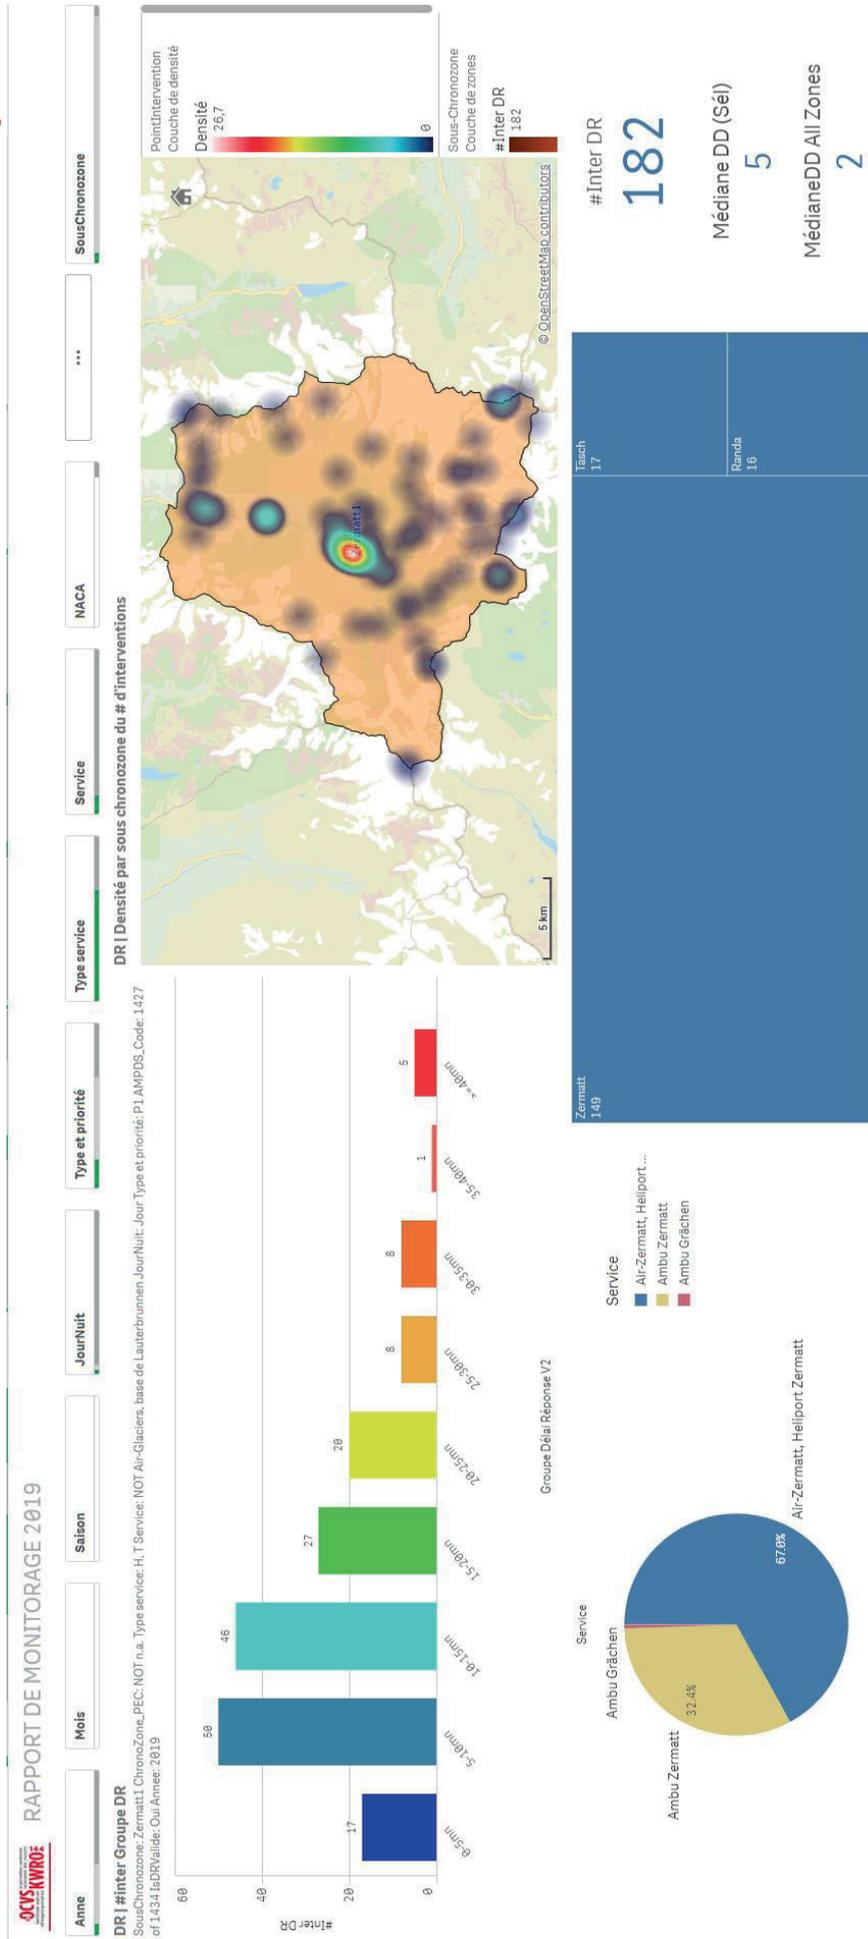 OCVS
KWRO
RAPPORT DE MONITORAGE 2019
Anne
Mois
Saison
JourNuit
Type et priorité
Type service
Service
NACA
...
SousChronozone
DR | #inter Groupe DR
SousChronozone: Zermatt1 ChronoZone_PEC: NOT n.a. Type service: H, T Service: NOT Air-Glaciers, base de Lauterbrunnen JourNuit: Jour Type et priorité: P1 AMPDS_Code: 1427
of 1434 IsDRValide: Oui Annee: 2019
#Inter DR
60
40
20
0
17
50
46
27
20
8
8
1
5
0-5mn
5-10mn
10-15mn
15-20mn
20-25mn
25-30mn
30-35mn
35-40mn
>=40mn
Groupe Délai Réponse V2
DR | Densité par sous chronozone du # d'interventions
Zermatt1
5 km
© OpenStreetMap contributors
PointIntervention
Couche de densité
Densité
26,7
0
Sous-Chronozone
Couche de zones
#Inter DR
182
Service
Ambu Grächen
Ambu Zermatt
32.4%
67.0%
Air-Zermatt, Heliport Zermatt
Service
Air-Zermatt, Heliport ...
Ambu Zermatt
Ambu Grächen
Zermatt
149
Täsch
17
Randa
16
#Inter DR
182
Médiane DD (Sél)
5
MédianeDD All Zones
2